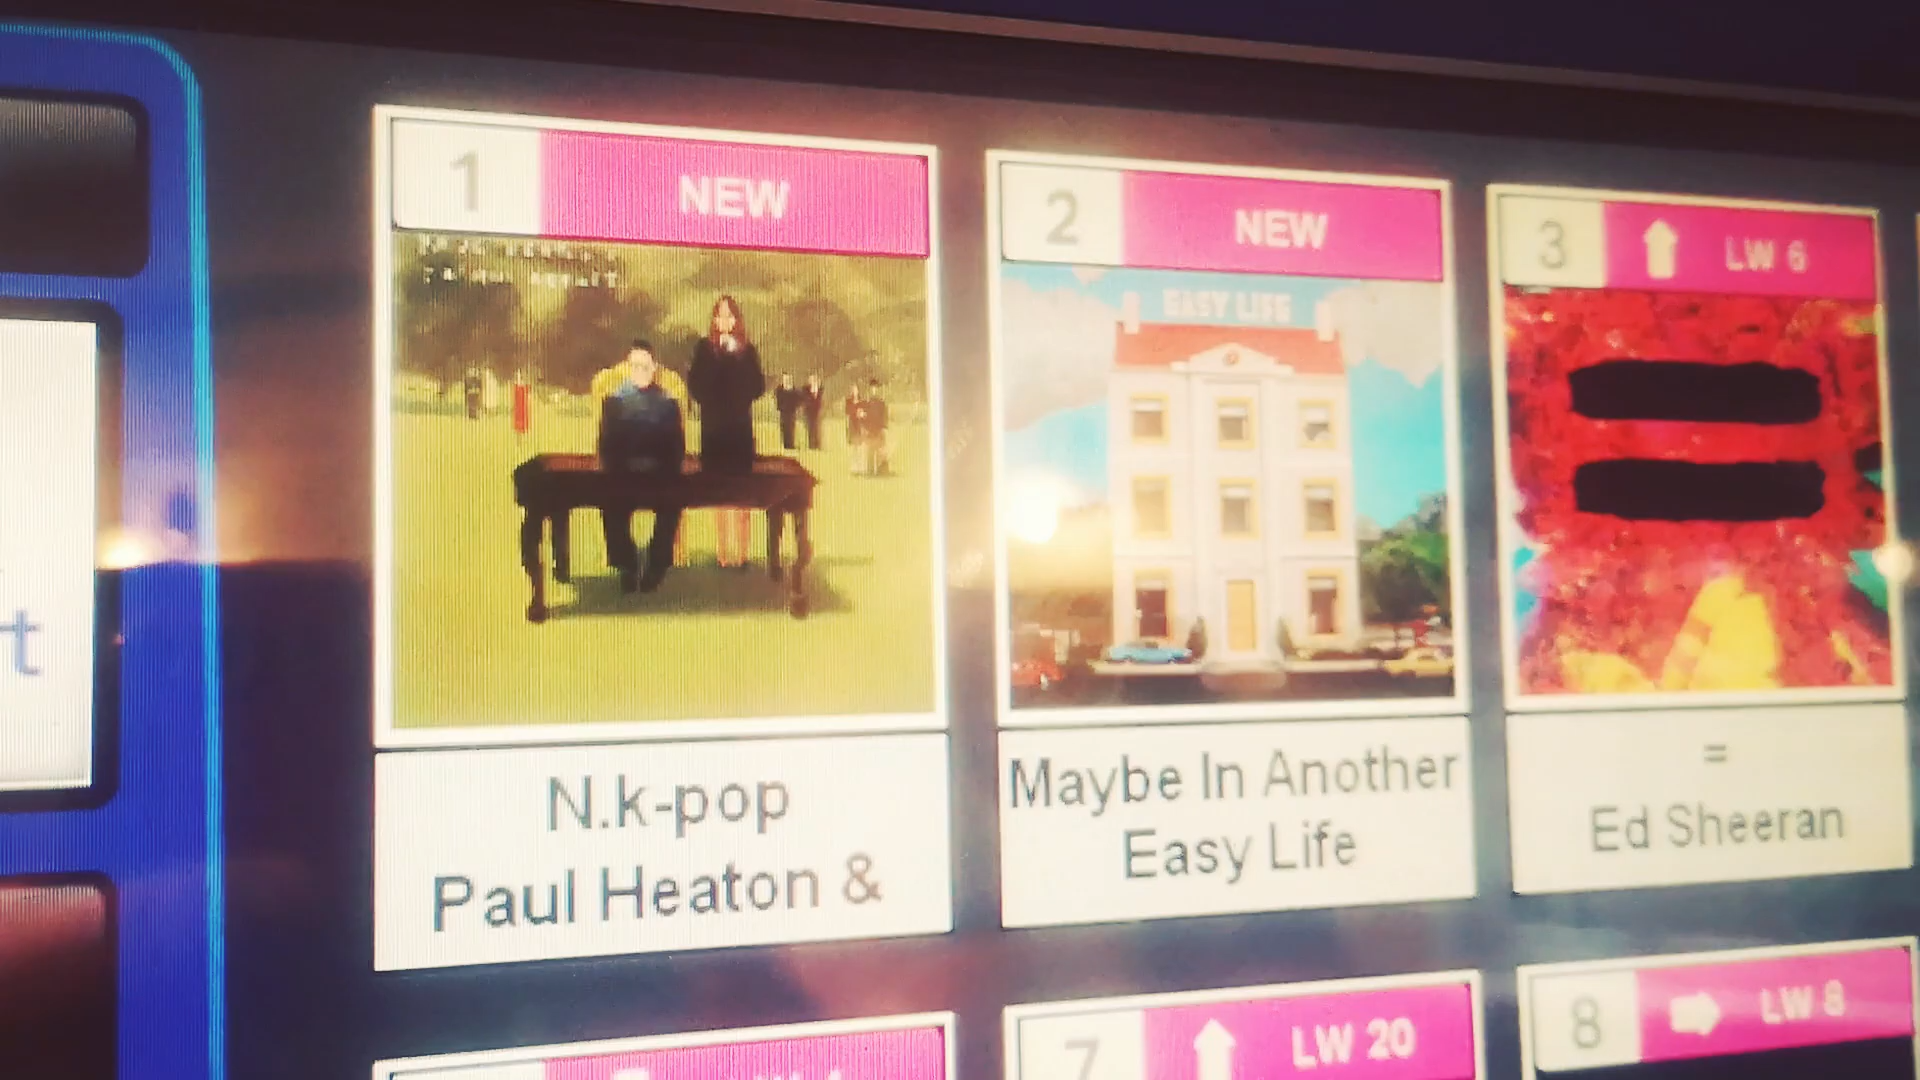 1 NEW
2 NEW
3 LW 6
EASY LIFE
N.k-pop
Paul Heaton &
Maybe In Another
Easy Life
=
Ed Sheeran
t
7 LW 20
8 LW 8